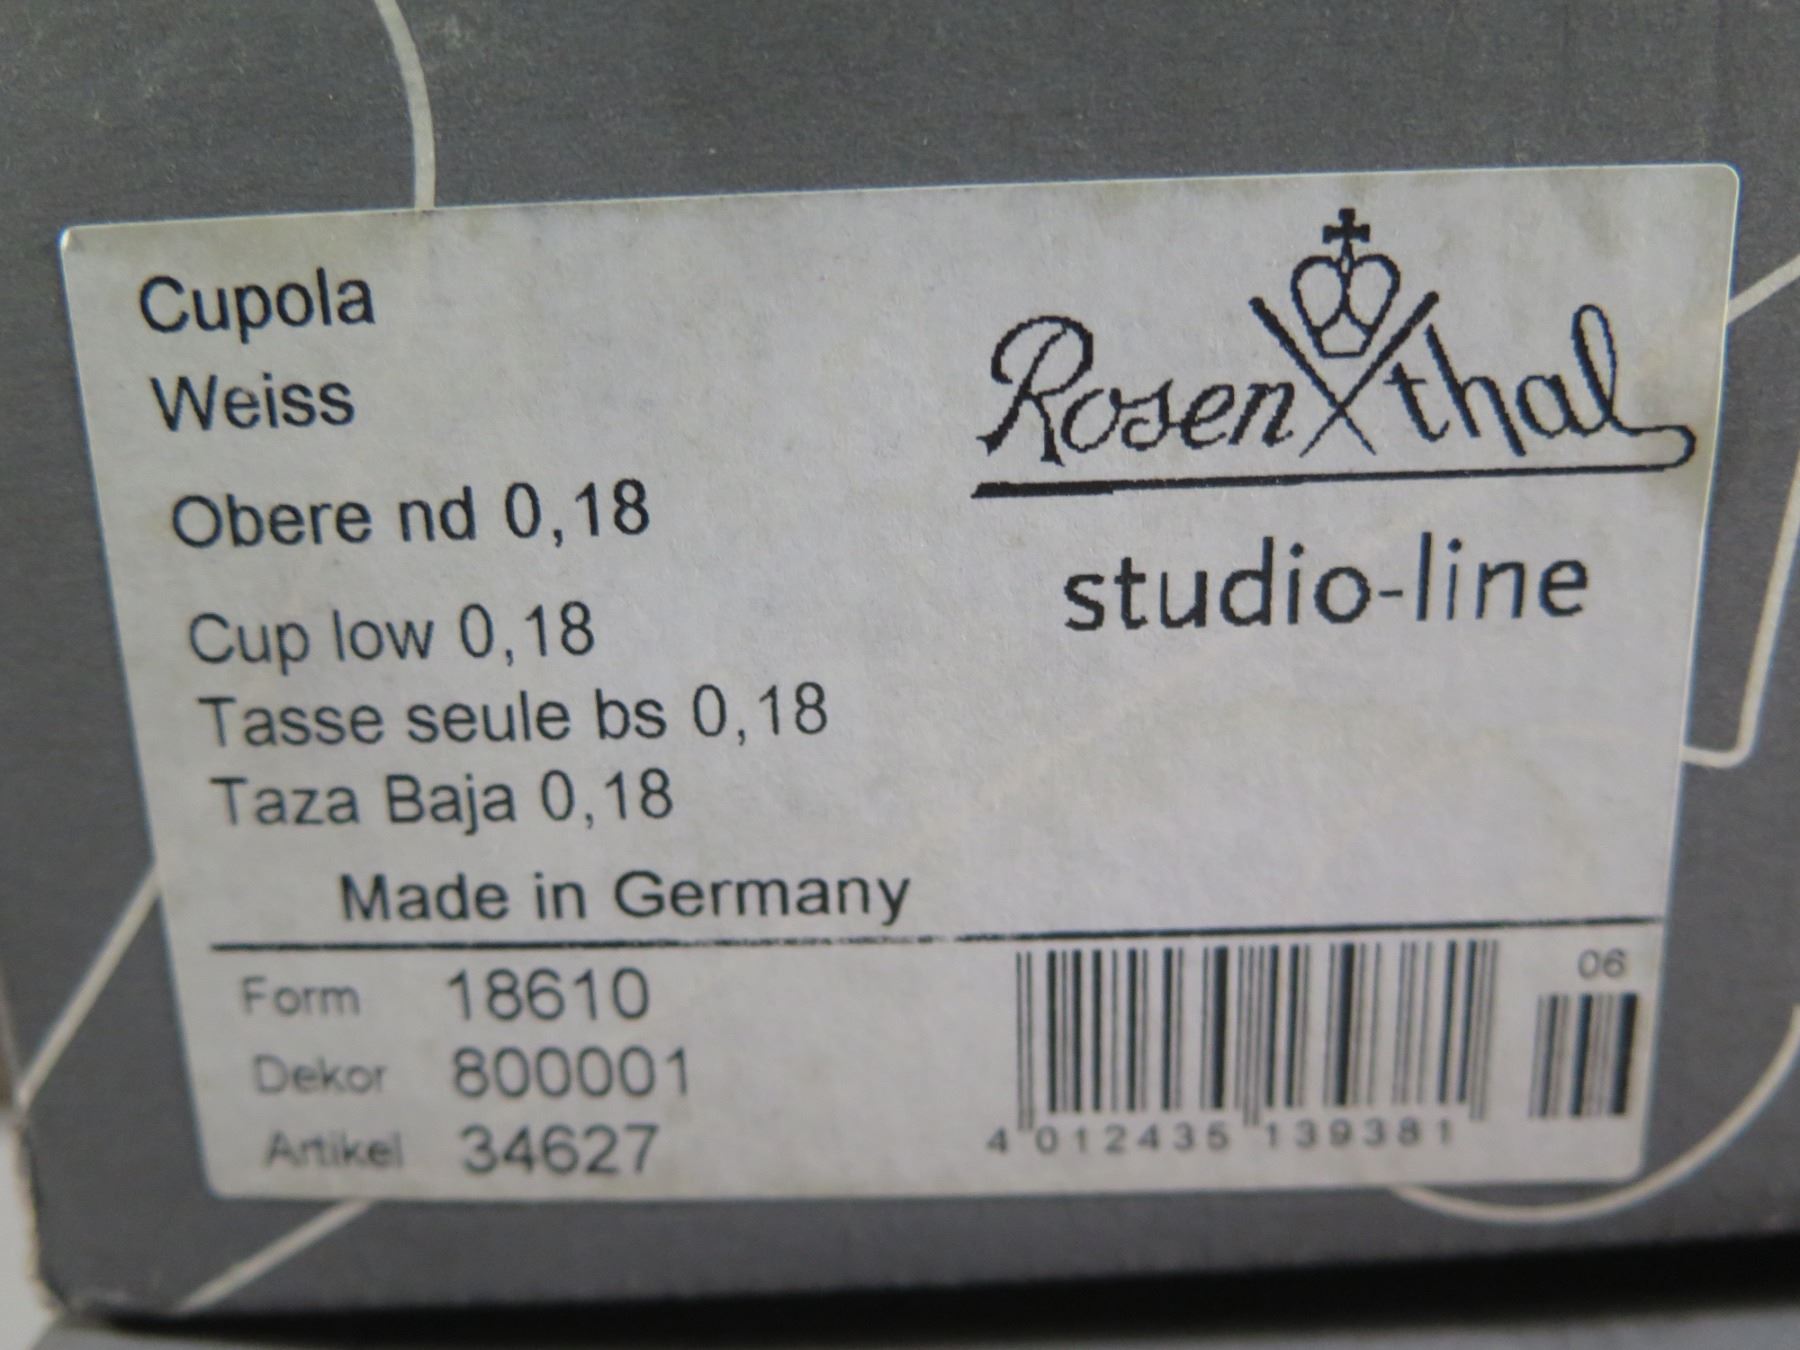 Cupola
Weiss
Obere nd 0,18
Cup low 0,18
Tasse seule bs 0,18
Taza Baja 0,18
Made in Germany
Rosenthal
studio-line
Form 18610
Dekor 800001
Artikel 34627
06
4 012435 139381